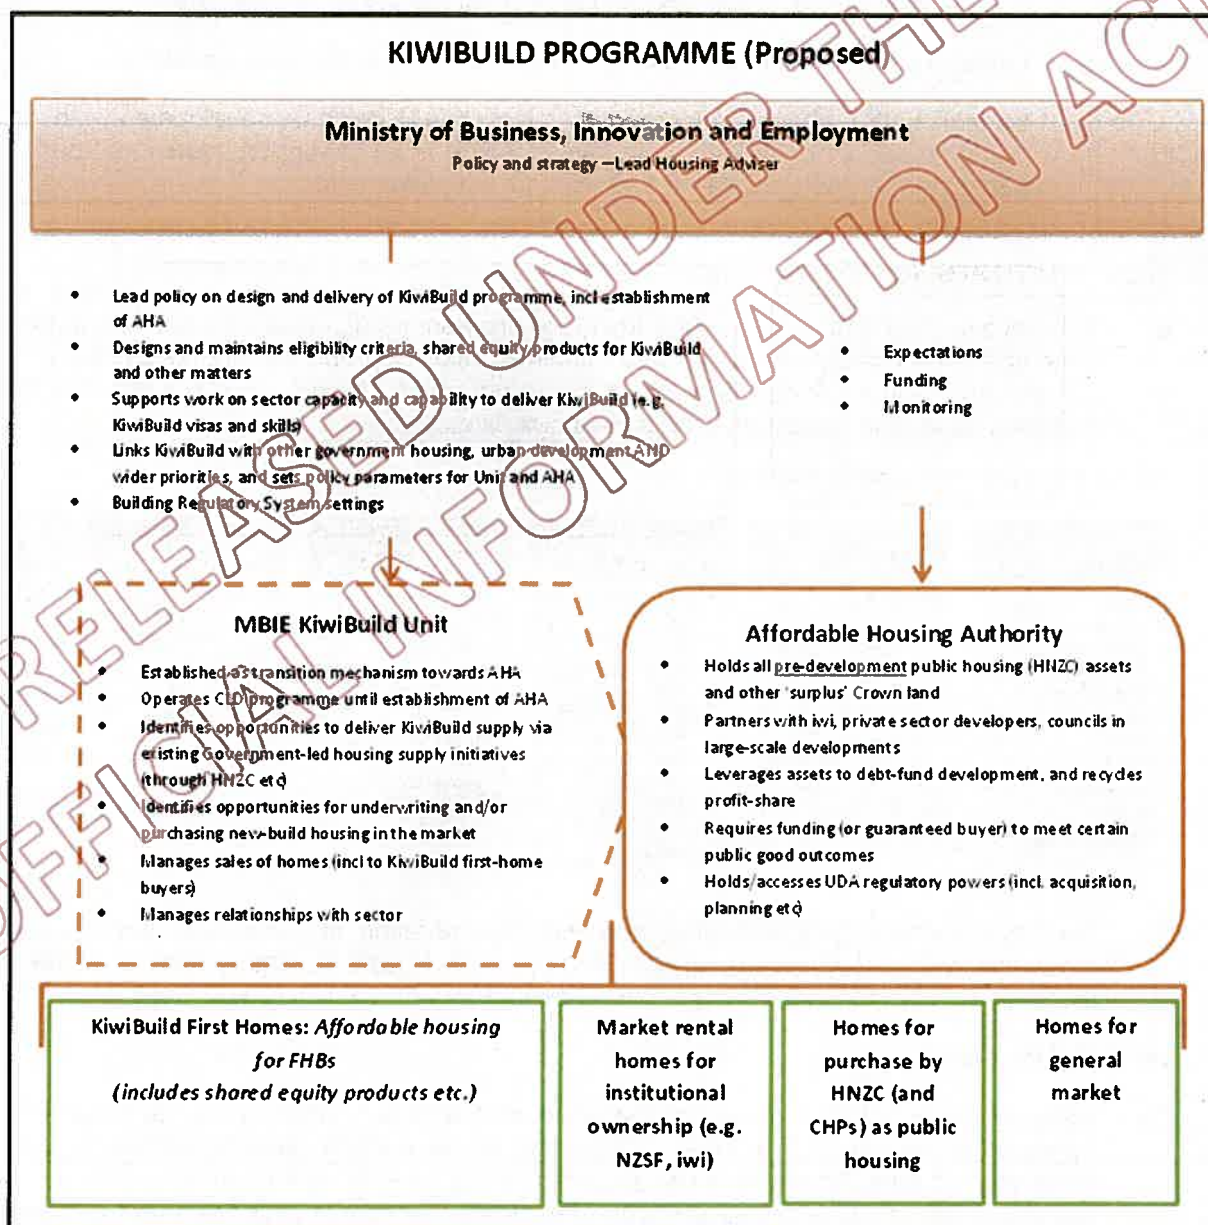 KIWIBUILD PROGRAMME (Proposed)
Ministry of Business, Innovation and Employment
Policy and strategy –Lead Housing Adviser
• Lead policy on design and delivery of KiwiBuild programme, incl establishment
of AHA
• Designs and maintains eligibility criteria, shared equity products for KiwiBuild
and other matters
• Supports work on sector capacity and capability to deliver KiwiBuild (e.g.
KiwiBuild visas and skills)
• Links KiwiBuild with other government housing, urban development AND
wider priorities, and sets policy parameters for Unit and AHA
• Building Regulatory System settings
• Expectations
• Funding
• Monitoring
MBIE KiwiBuild Unit
• Established as transition mechanism towards AHA
• Operates CLD programme until establishment of AHA
• Identifies opportunities to deliver KiwiBuild supply via
existing Government-led housing supply initiatives
(through HNZC etc)
• Identifies opportunities for underwriting and/or
purchasing new-build housing in the market
• Manages sales of homes (incl to KiwiBuild first-home
buyers)
• Manages relationships with sector
Affordable Housing Authority
• Holds all pre-development public housing (HNZC) assets
and other 'surplus' Crown land
• Partners with iwi, private sector developers, councils in
large-scale developments
• Leverages assets to debt-fund development, and recycles
profit-share
• Requires funding (or guaranteed buyer) to meet certain
public good outcomes
• Holds/accesses UDA regulatory powers (incl. acquisition,
planning etc)
KiwiBuild First Homes: Affordable housing
for FHBs
(includes shared equity products etc.)
Market rental
homes for
institutional
ownership (e.g.
NZSF, iwi)
Homes for
purchase by
HNZC (and
CHPs) as public
housing
Homes for
general
market
RELEASED UNDER THE
OFFICIAL INFORMATION ACT